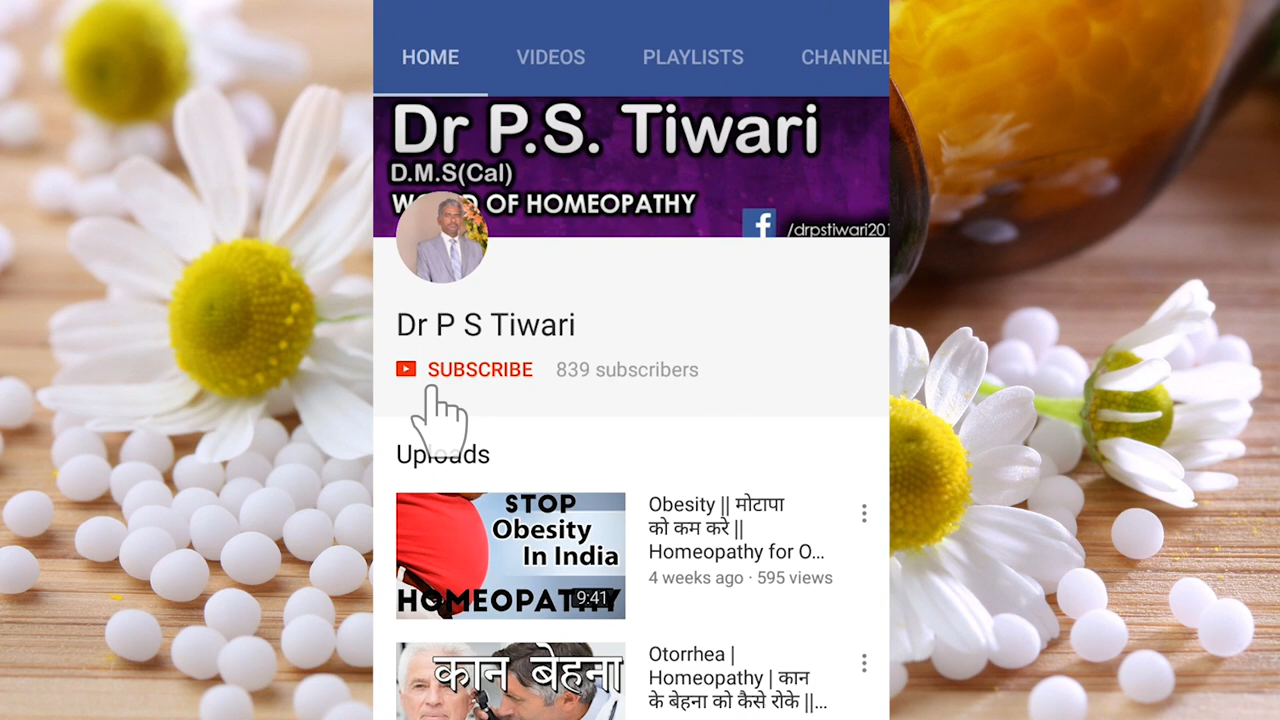 HOME VIDEOS PLAYLISTS CHANNEL
Dr P.S. Tiwari
D.M.S(Cal)
OF HOMEOPATHY
/drpstiwari201
Dr P S Tiwari
SUBSCRIBE 839 subscribers
Uploads
STOP
Obesity
In India
HOMEOPATHY
9:41
Obesity || मोटापा
को कम करे ||
Homeopathy for O...
4 weeks ago · 595 views
कान बेहना
Otorrhea |
Homeopathy | कान
के बेहना को कैसे रोके ||...